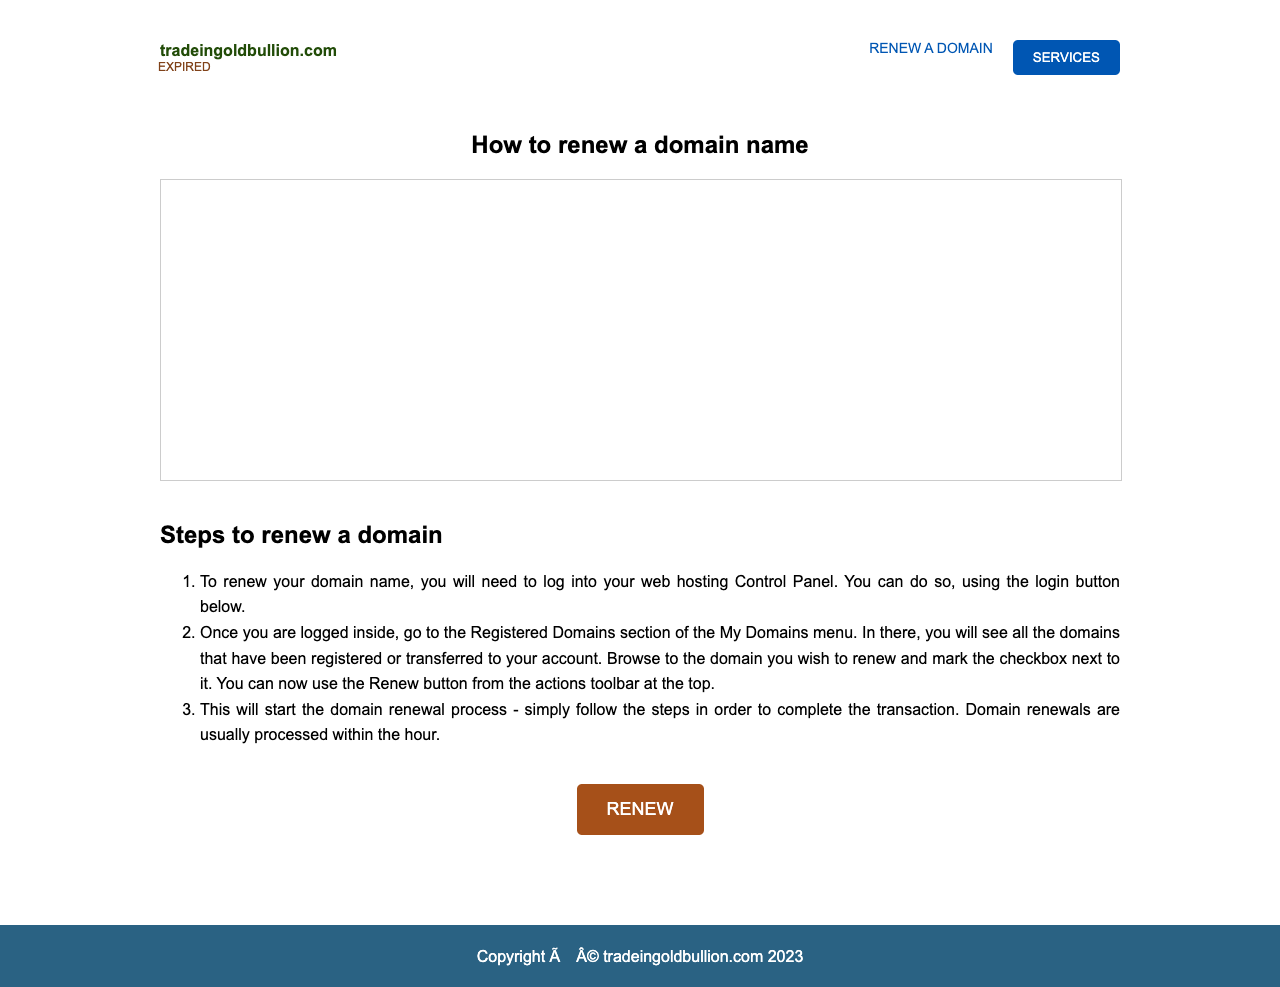 tradeingoldbullion.com
EXPIRED
RENEW A DOMAIN
SERVICES
How to renew a domain name
Steps to renew a domain
1. To renew your domain name, you will need to log into your web hosting Control Panel. You can do so, using the login button
below.
2. Once you are logged inside, go to the Registered Domains section of the My Domains menu. In there, you will see all the domains
that have been registered or transferred to your account. Browse to the domain you wish to renew and mark the checkbox next to
it. You can now use the Renew button from the actions toolbar at the top.
3. This will start the domain renewal process - simply follow the steps in order to complete the transaction. Domain renewals are
usually processed within the hour.
RENEW
Copyright Ã Â© tradeingoldbullion.com 2023